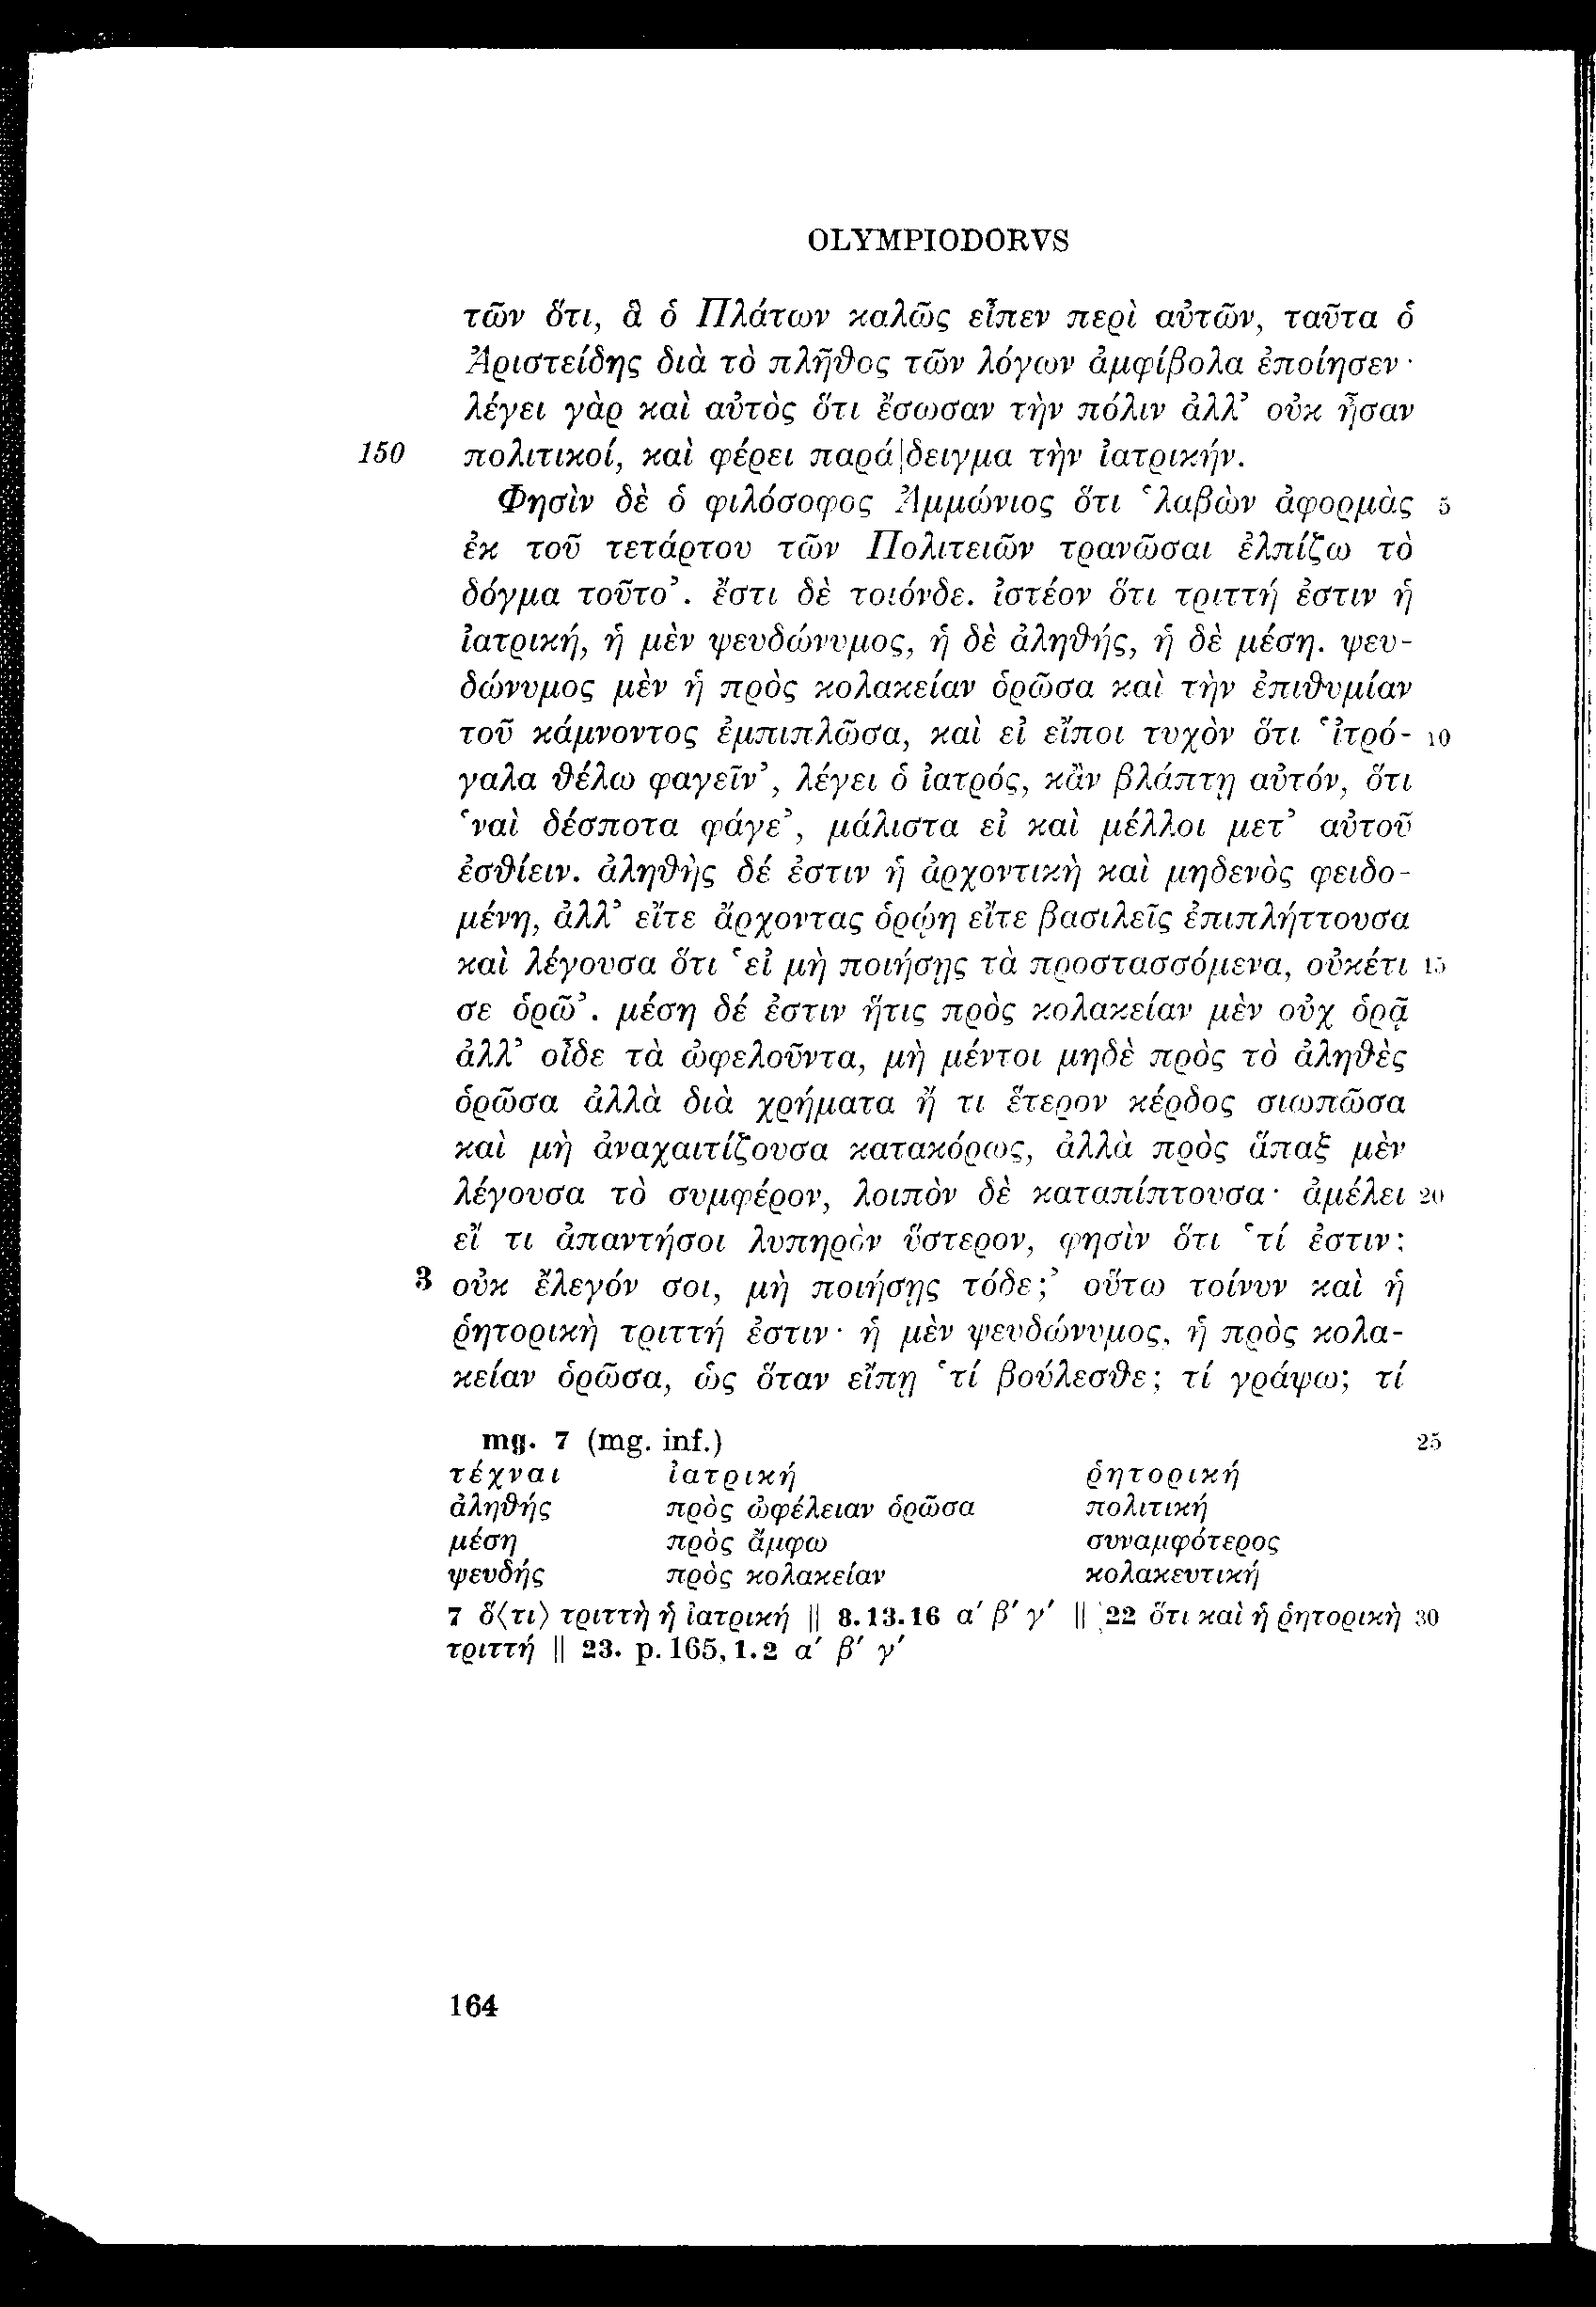 OLYMPIODORVS
τῶν ὅτι, ἃ ὁ Πλάτων καλῶς εἶπεν περὶ αὐτῶν, ταῦτα ὁ
Ἀριστείδης διὰ τὸ πλῆθος τῶν λόγων ἀμφίβολα ἐποίησεν·
λέγει γὰρ καὶ αὐτὸς ὅτι ἔσωσαν τὴν πόλιν ἀλλ’ οὐκ ἦσαν
150 πολιτικοί, καὶ φέρει παρά|δειγμα τὴν ἰατρικήν.
Φησὶν δὲ ὁ φιλόσοφος Ἀμμώνιος ὅτι ‘λαβὼν ἀφορμὰς 5
ἐκ τοῦ τετάρτου τῶν Πολιτειῶν τρανῶσαι ἐλπίζω τὸ
δόγμα τοῦτο’. ἔστι δὲ τοιόνδε. ἰστέον ὅτι τριττή ἐστιν ἡ
ἰατρική, ἡ μὲν ψευδώνυμος, ἡ δὲ ἀληθής, ἡ δὲ μέση. ψευ-
δώνυμος μὲν ἡ πρὸς κολακείαν ὁρῶσα καὶ τὴν ἐπιθυμίαν
τοῦ κάμνοντος ἐμπιπλῶσα, καὶ εἰ εἴποι τυχὸν ὅτι ‘ἰτρό- 10
γαλα θέλω φαγεῖν’, λέγει ὁ ἰατρός, κἂν βλάπτῃ αὐτόν, ὅτι
‘ναὶ δέσποτα φάγε’, μάλιστα εἰ καὶ μέλλοι μετ’ αὐτοῦ
ἐσθίειν. ἀληθὴς δέ ἐστιν ἡ ἀρχοντικὴ καὶ μηδενὸς φειδο-
μένη, ἀλλ’ εἴτε ἄρχοντας ὁρῴη εἴτε βασιλεῖς ἐπιπλήττουσα
καὶ λέγουσα ὅτι ‘εἰ μὴ ποιήσῃς τὰ προστασσόμενα, οὐκέτι 15
σε ὁρῶ’. μέση δέ ἐστιν ἥτις πρὸς κολακείαν μὲν οὐχ ὁρᾷ
ἀλλ’ οἶδε τὰ ὠφελοῦντα, μὴ μέντοι μηδὲ πρὸς τὸ ἀληθὲς
ὁρῶσα ἀλλὰ διὰ χρήματα ἤ τι ἕτερον κέρδος σιωπῶσα
καὶ μὴ ἀναχαιτίζουσα κατακόρως, ἀλλὰ πρὸς ἅπαξ μὲν
λέγουσα τὸ συμφέρον, λοιπὸν δὲ καταπίπτουσα· ἀμέλει 20
εἴ τι ἀπαντήσοι λυπηρὸν ὕστερον, φησὶν ὅτι ‘τί ἐστιν;
3 οὐκ ἔλεγόν σοι, μὴ ποιήσῃς τόδε;’ οὕτω τοίνυν καὶ ἡ
ῥητορικὴ τριττή ἐστιν· ἡ μὲν ψευδώνυμος, ἡ πρὸς κολα-
κείαν ὁρῶσα, ὡς ὅταν εἴπῃ ‘τί βούλεσθε; τί γράψω; τί
mg. 7 (mg. inf.) 25
τέχναι ἰατρική ῥητορική
ἀληθής πρὸς ὠφέλειαν ὁρῶσα πολιτική
μέση πρὸς ἄμφω συναμφότερος
ψευδής πρὸς κολακείαν κολακευτική
7 ὅ⟨τι⟩ τριττὴ ἡ ἰατρική || 8.13.16 α′ β′ γ′ || 22 ὅτι καὶ ἡ ῥητορικὴ 30
τριττή || 23. p. 165, 1.2 α′ β′ γ′
164